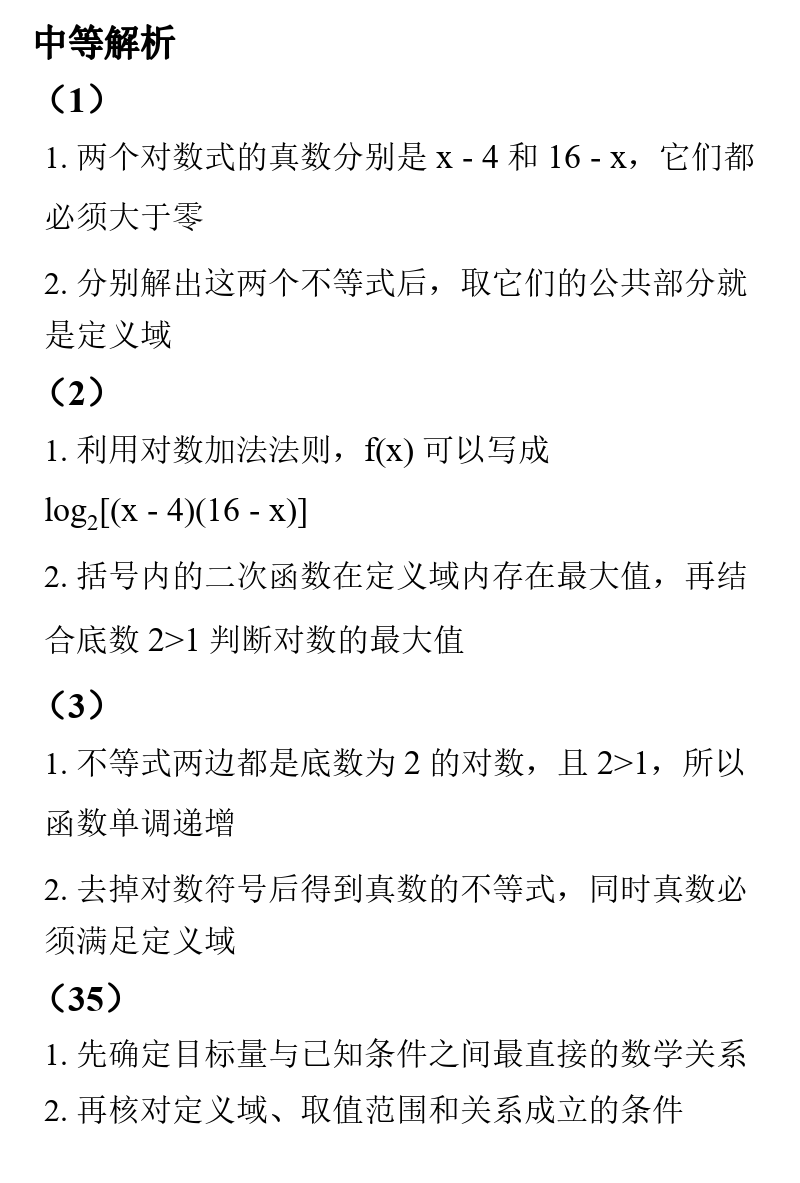 中等解析
（1）
1. 两个对数式的真数分别是 x - 4 和 16 - x，它们都
必须大于零
2. 分别解出这两个不等式后，取它们的公共部分就
是定义域
（2）
1. 利用对数加法法则，f(x) 可以写成
log₂[(x - 4)(16 - x)]
2. 括号内的二次函数在定义域内存在最大值，再结
合底数 2>1 判断对数的最大值
（3）
1. 不等式两边都是底数为 2 的对数，且 2>1，所以
函数单调递增
2. 去掉对数符号后得到真数的不等式，同时真数必
须满足定义域
（35）
1. 先确定目标量与已知条件之间最直接的数学关系
2. 再核对定义域、取值范围和关系成立的条件